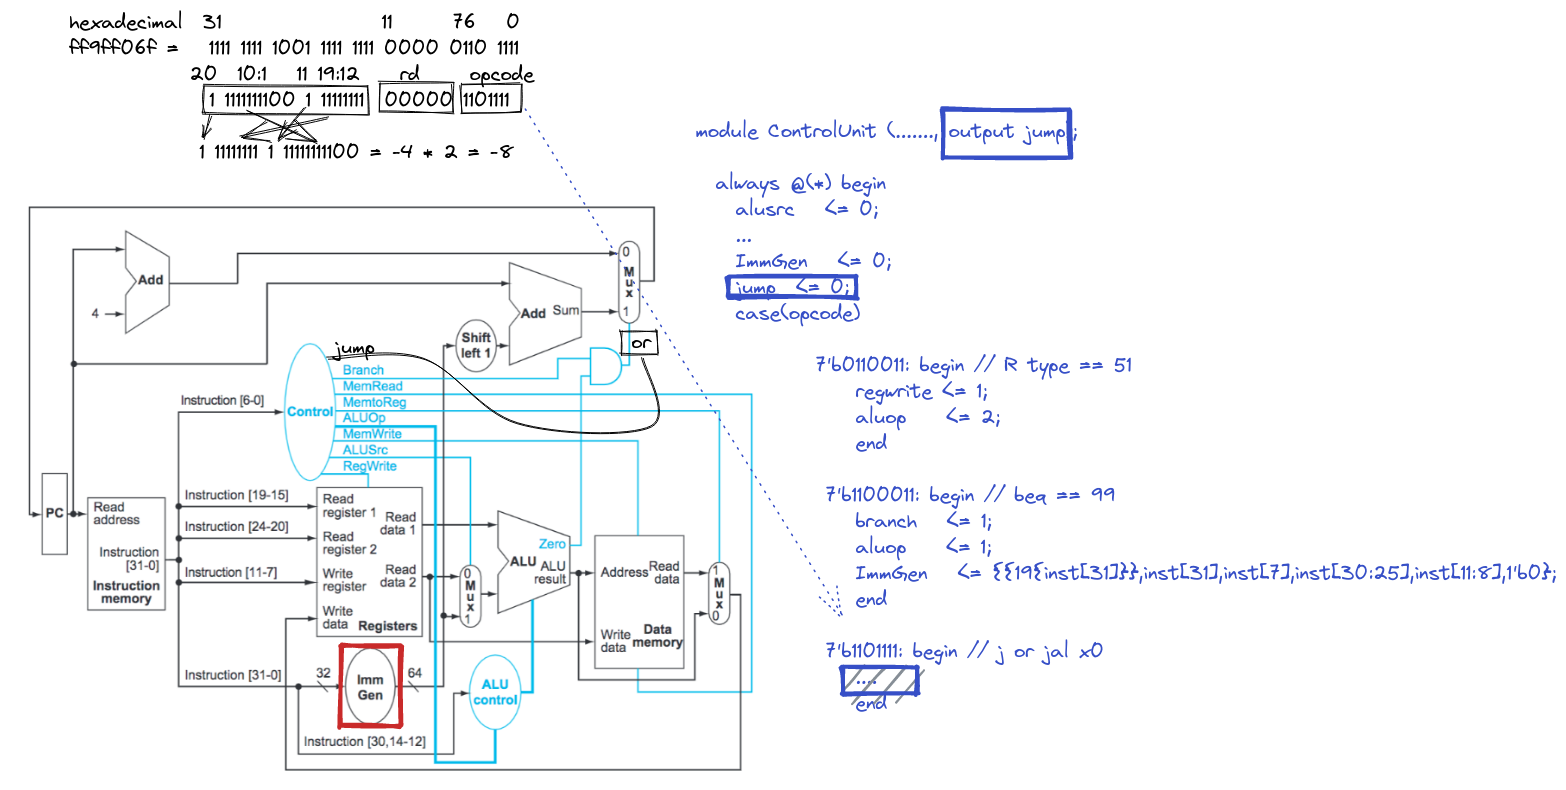 hexadecimal 31 11 76 0
ff9ff06f = 1111 1111 1001 1111 1111 0000 0110 1111
20 10:1 11 19:12 rd opcode
1 1111111100 1 11111111 00000 1101111
1 11111111 1 1111111100 = -4 * 2 = -8
module ControlUnit (......., output jump;
always @(*) begin
alusrc <= 0;
...
ImmGen <= 0;
jump <= 0;
case(opcode)
7'b0110011: begin // R type == 51
regwrite <= 1;
aluop <= 2;
end
7'b1100011: begin // beq == 99
branch <= 1;
aluop <= 1;
ImmGen <= {{19{inst[31]}},inst[31],inst[7],inst[30:25],inst[11:8],1'b0};
end
7'b1101111: begin // j or jal x0
....
end
Add
4
0
Mux
1
Add Sum
Shift
left 1
or
jump
Branch
MemRead
MemtoReg
ALUOp
MemWrite
ALUSrc
RegWrite
Control
Instruction [6-0]
Instruction [19-15]
Instruction [24-20]
Instruction [11-7]
Instruction [31-0]
PC
Read
address
Instruction
[31-0]
Instruction
memory
Read
register 1
Read
register 2
Write
register
Write
data
Read
data 1
Read
data 2
Registers
0
Mux
1
Zero
ALU
ALU
result
Address
Write
data
Read
data
Data
memory
1
Mux
0
32
Imm
Gen
64
ALU
control
Instruction [30,14-12]